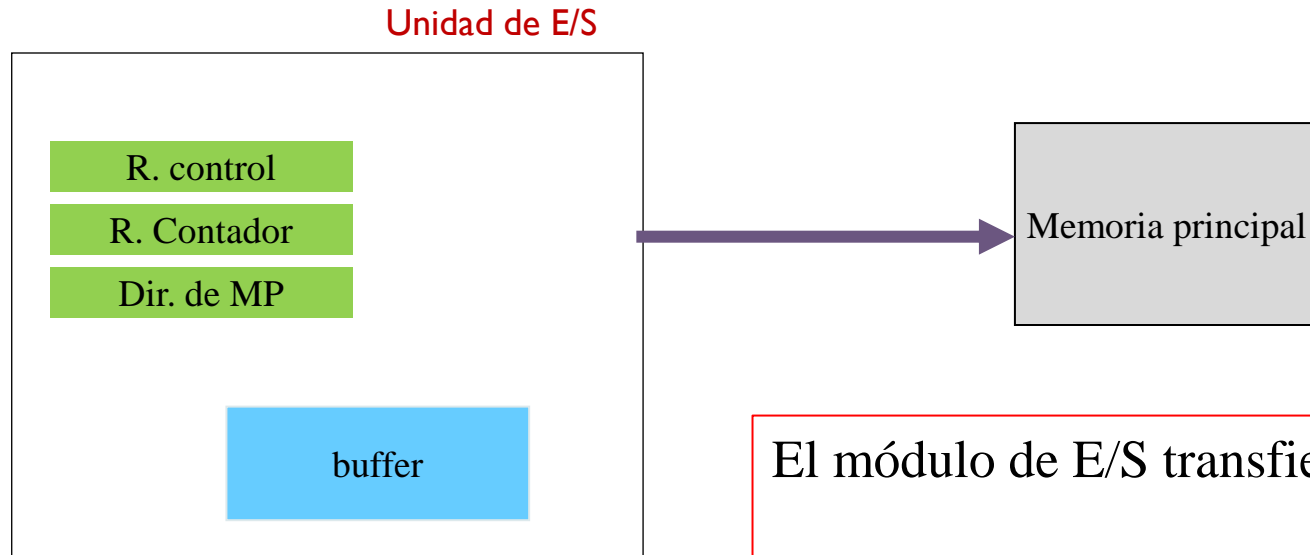 Unidad de E/S
R. control
R. Contador
Dir. de MP
Memoria principal
buffer
El módulo de E/S